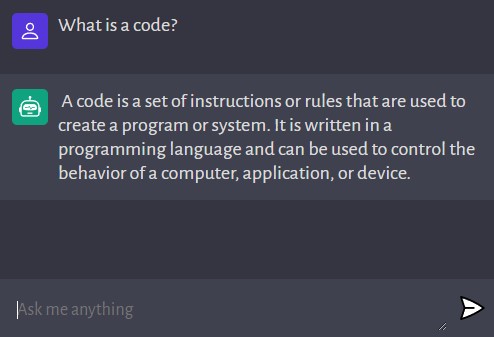 What is a code?
A code is a set of instructions or rules that are used to
create a program or system. It is written in a
programming language and can be used to control the
behavior of a computer, application, or device.
Ask me anything